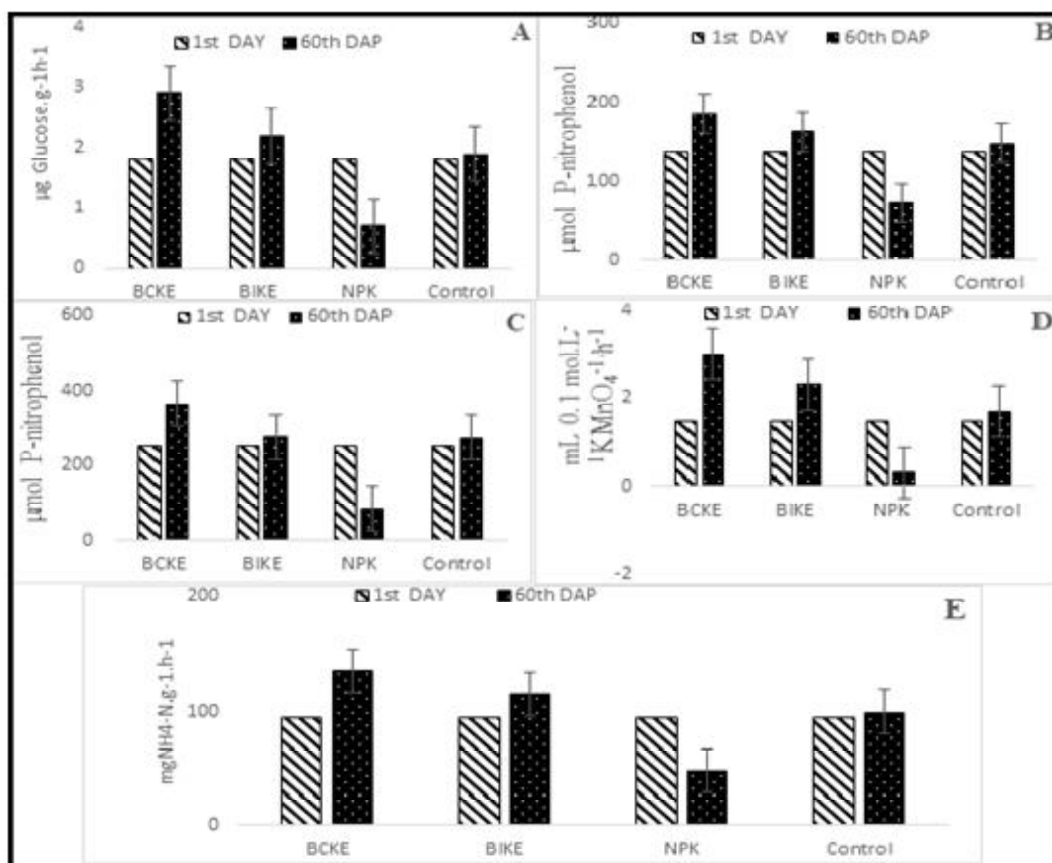 4
1st DAY 60th DAP A
3
2
1
0
µg Glucose.g-1h-1
BCKE BIKE NPK Control
300
1st DAY 60th DAP B
200
100
0
µmol P-nitrophenol
BCKE BIKE NPK Control
600
1st DAY 60th DAP C
400
200
0
µmol P-nitrophenol
BCKE BIKE NPK Control
4
1st DAY 60th DAP D
2
0
-2
mL 0.1 mol.L-
¹KMnO₄⁻¹h⁻¹
BCKE BIKE NPK Control
200
1st DAY 60th DAP E
100
0
mgNH4-N.g-1.h-1
BCKE BIKE NPK Control